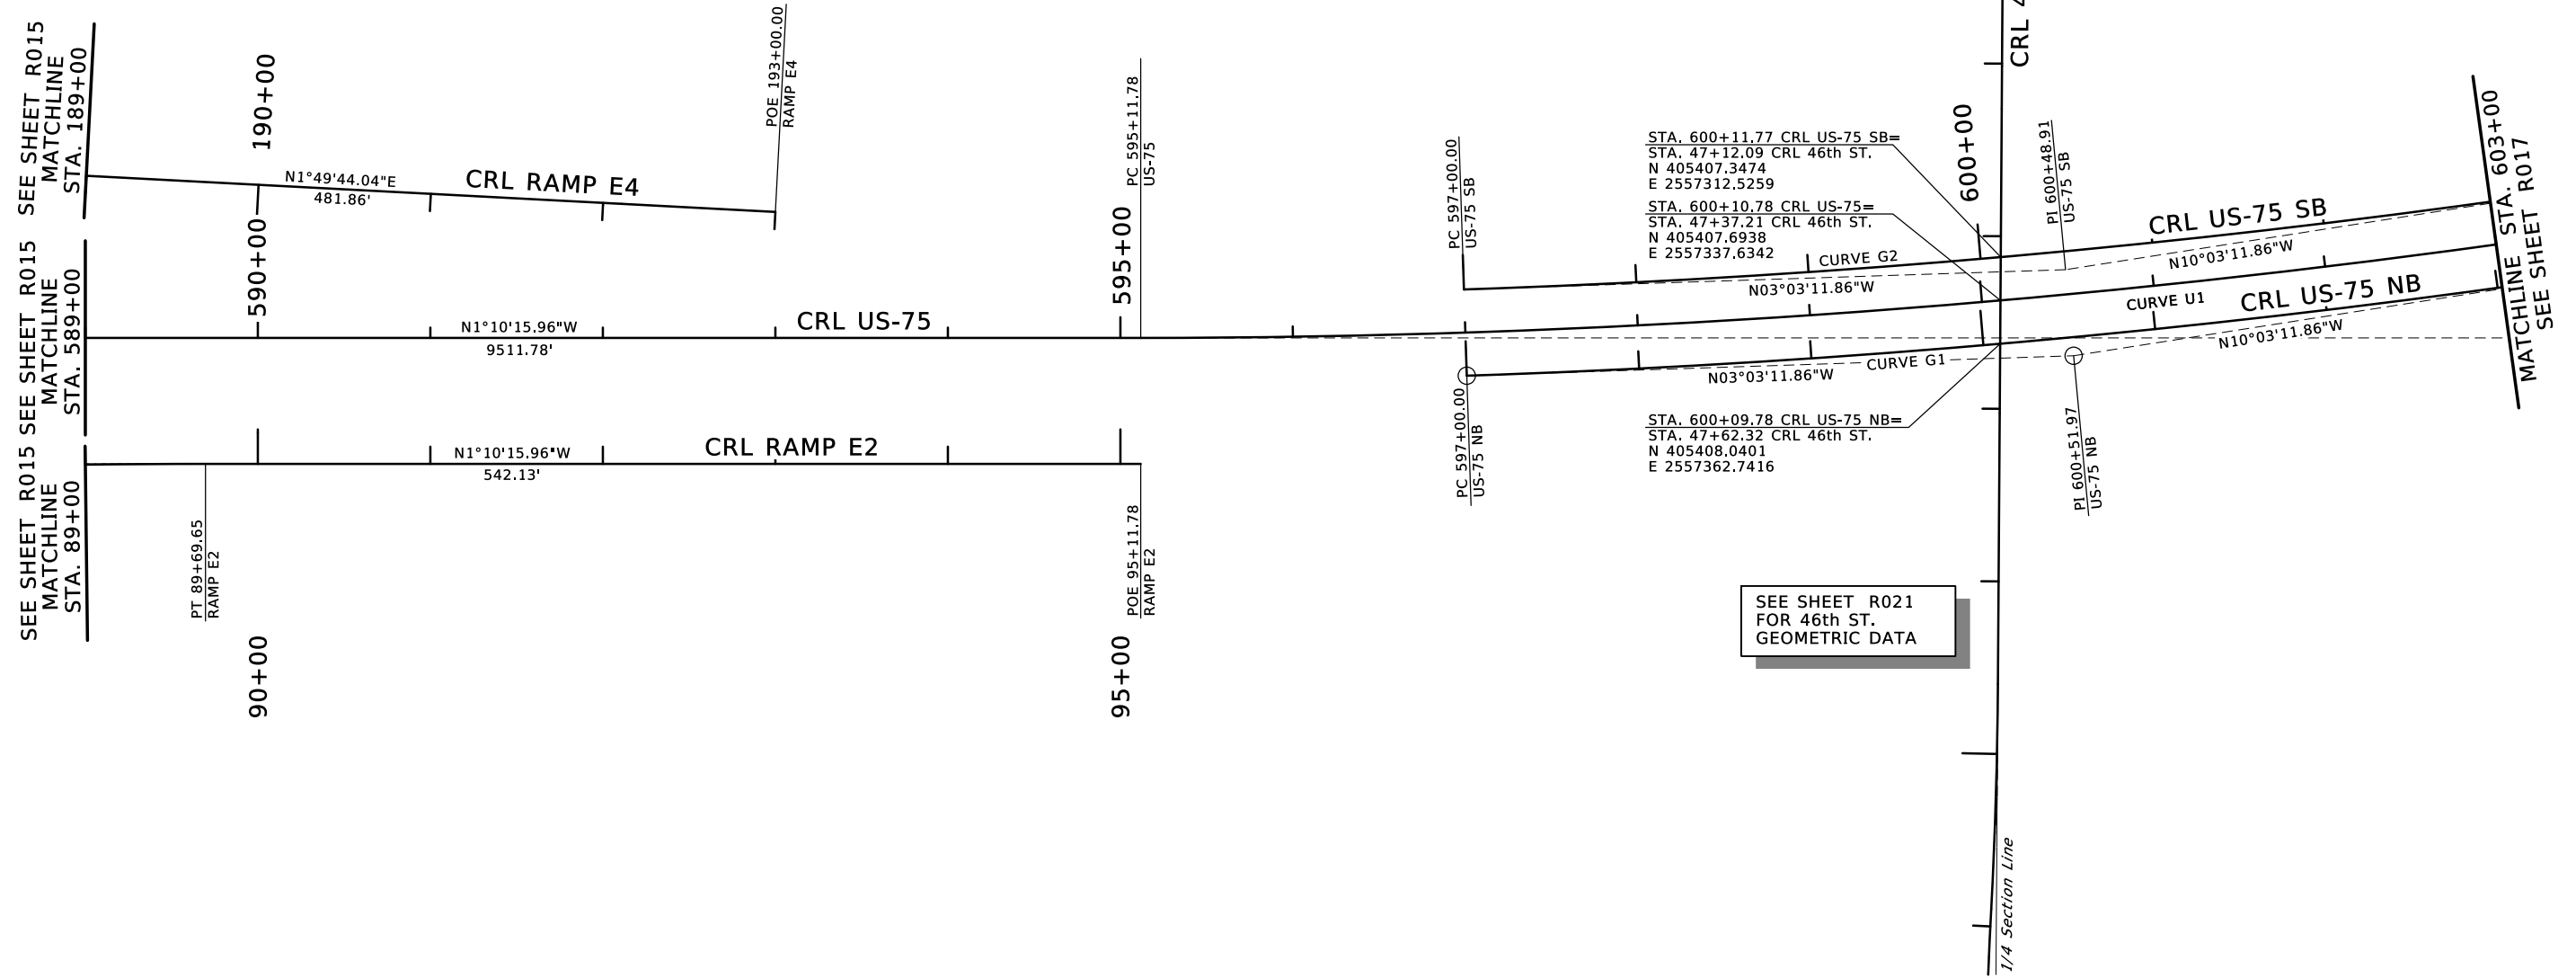 SEE SHEET R015
MATCHLINE
STA. 189+00
190+00
N1°49'44.04"E
481.86'
CRL RAMP E4
POE 193+00.00
RAMP E4
SEE SHEET R015
MATCHLINE
STA. 589+00
590+00
N1°10'15.96"W
9511.78'
CRL US-75
595+00
PC 595+11.78
US-75
SEE SHEET R015
MATCHLINE
STA. 89+00
PT 89+69.65
RAMP E2
90+00
N1°10'15.96"W
542.13'
CRL RAMP E2
95+00
POE 95+11.78
RAMP E2
PC 597+00.00
US-75 SB
PC 597+00.00
US-75 NB
STA. 600+11.77 CRL US-75 SB=
STA. 47+12.09 CRL 46th ST.
N 405407.3474
E 2557312.5259
STA. 600+10.78 CRL US-75=
STA. 47+37.21 CRL 46th ST.
N 405407.6938
E 2557337.6342
CURVE G2
N03°03'11.86"W
CURVE G1
N03°03'11.86"W
STA. 600+09.78 CRL US-75 NB=
STA. 47+62.32 CRL 46th ST.
N 405408.0401
E 2557362.7416
600+00
CRL 4
PI 600+48.91
US-75 SB
CRL US-75 SB
N10°03'11.86"W
CURVE U1
CRL US-75 NB
N10°03'11.86"W
PI 600+51.97
US-75 NB
MATCHLINE STA. 603+00
SEE SHEET R017
SEE SHEET R021
FOR 46th ST.
GEOMETRIC DATA
1/4 Section Line